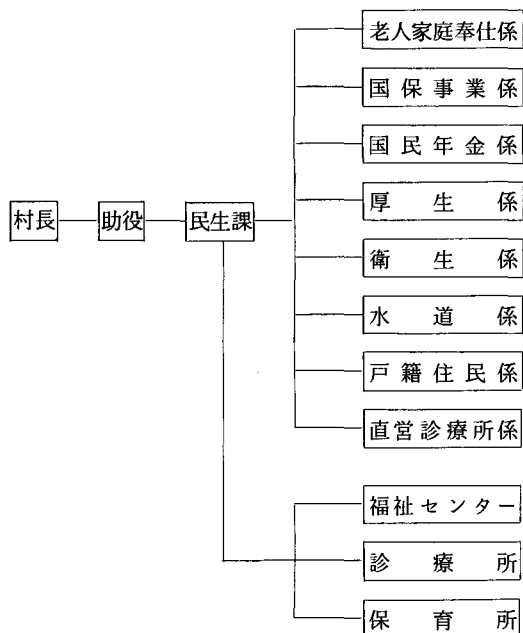 老人家庭奉仕係
国保事業係
国民年金係
村長 助役 民生課 厚生係
衛生係
水道係
戸籍住民係
直営診療所係
福祉センター
診療所
保育所